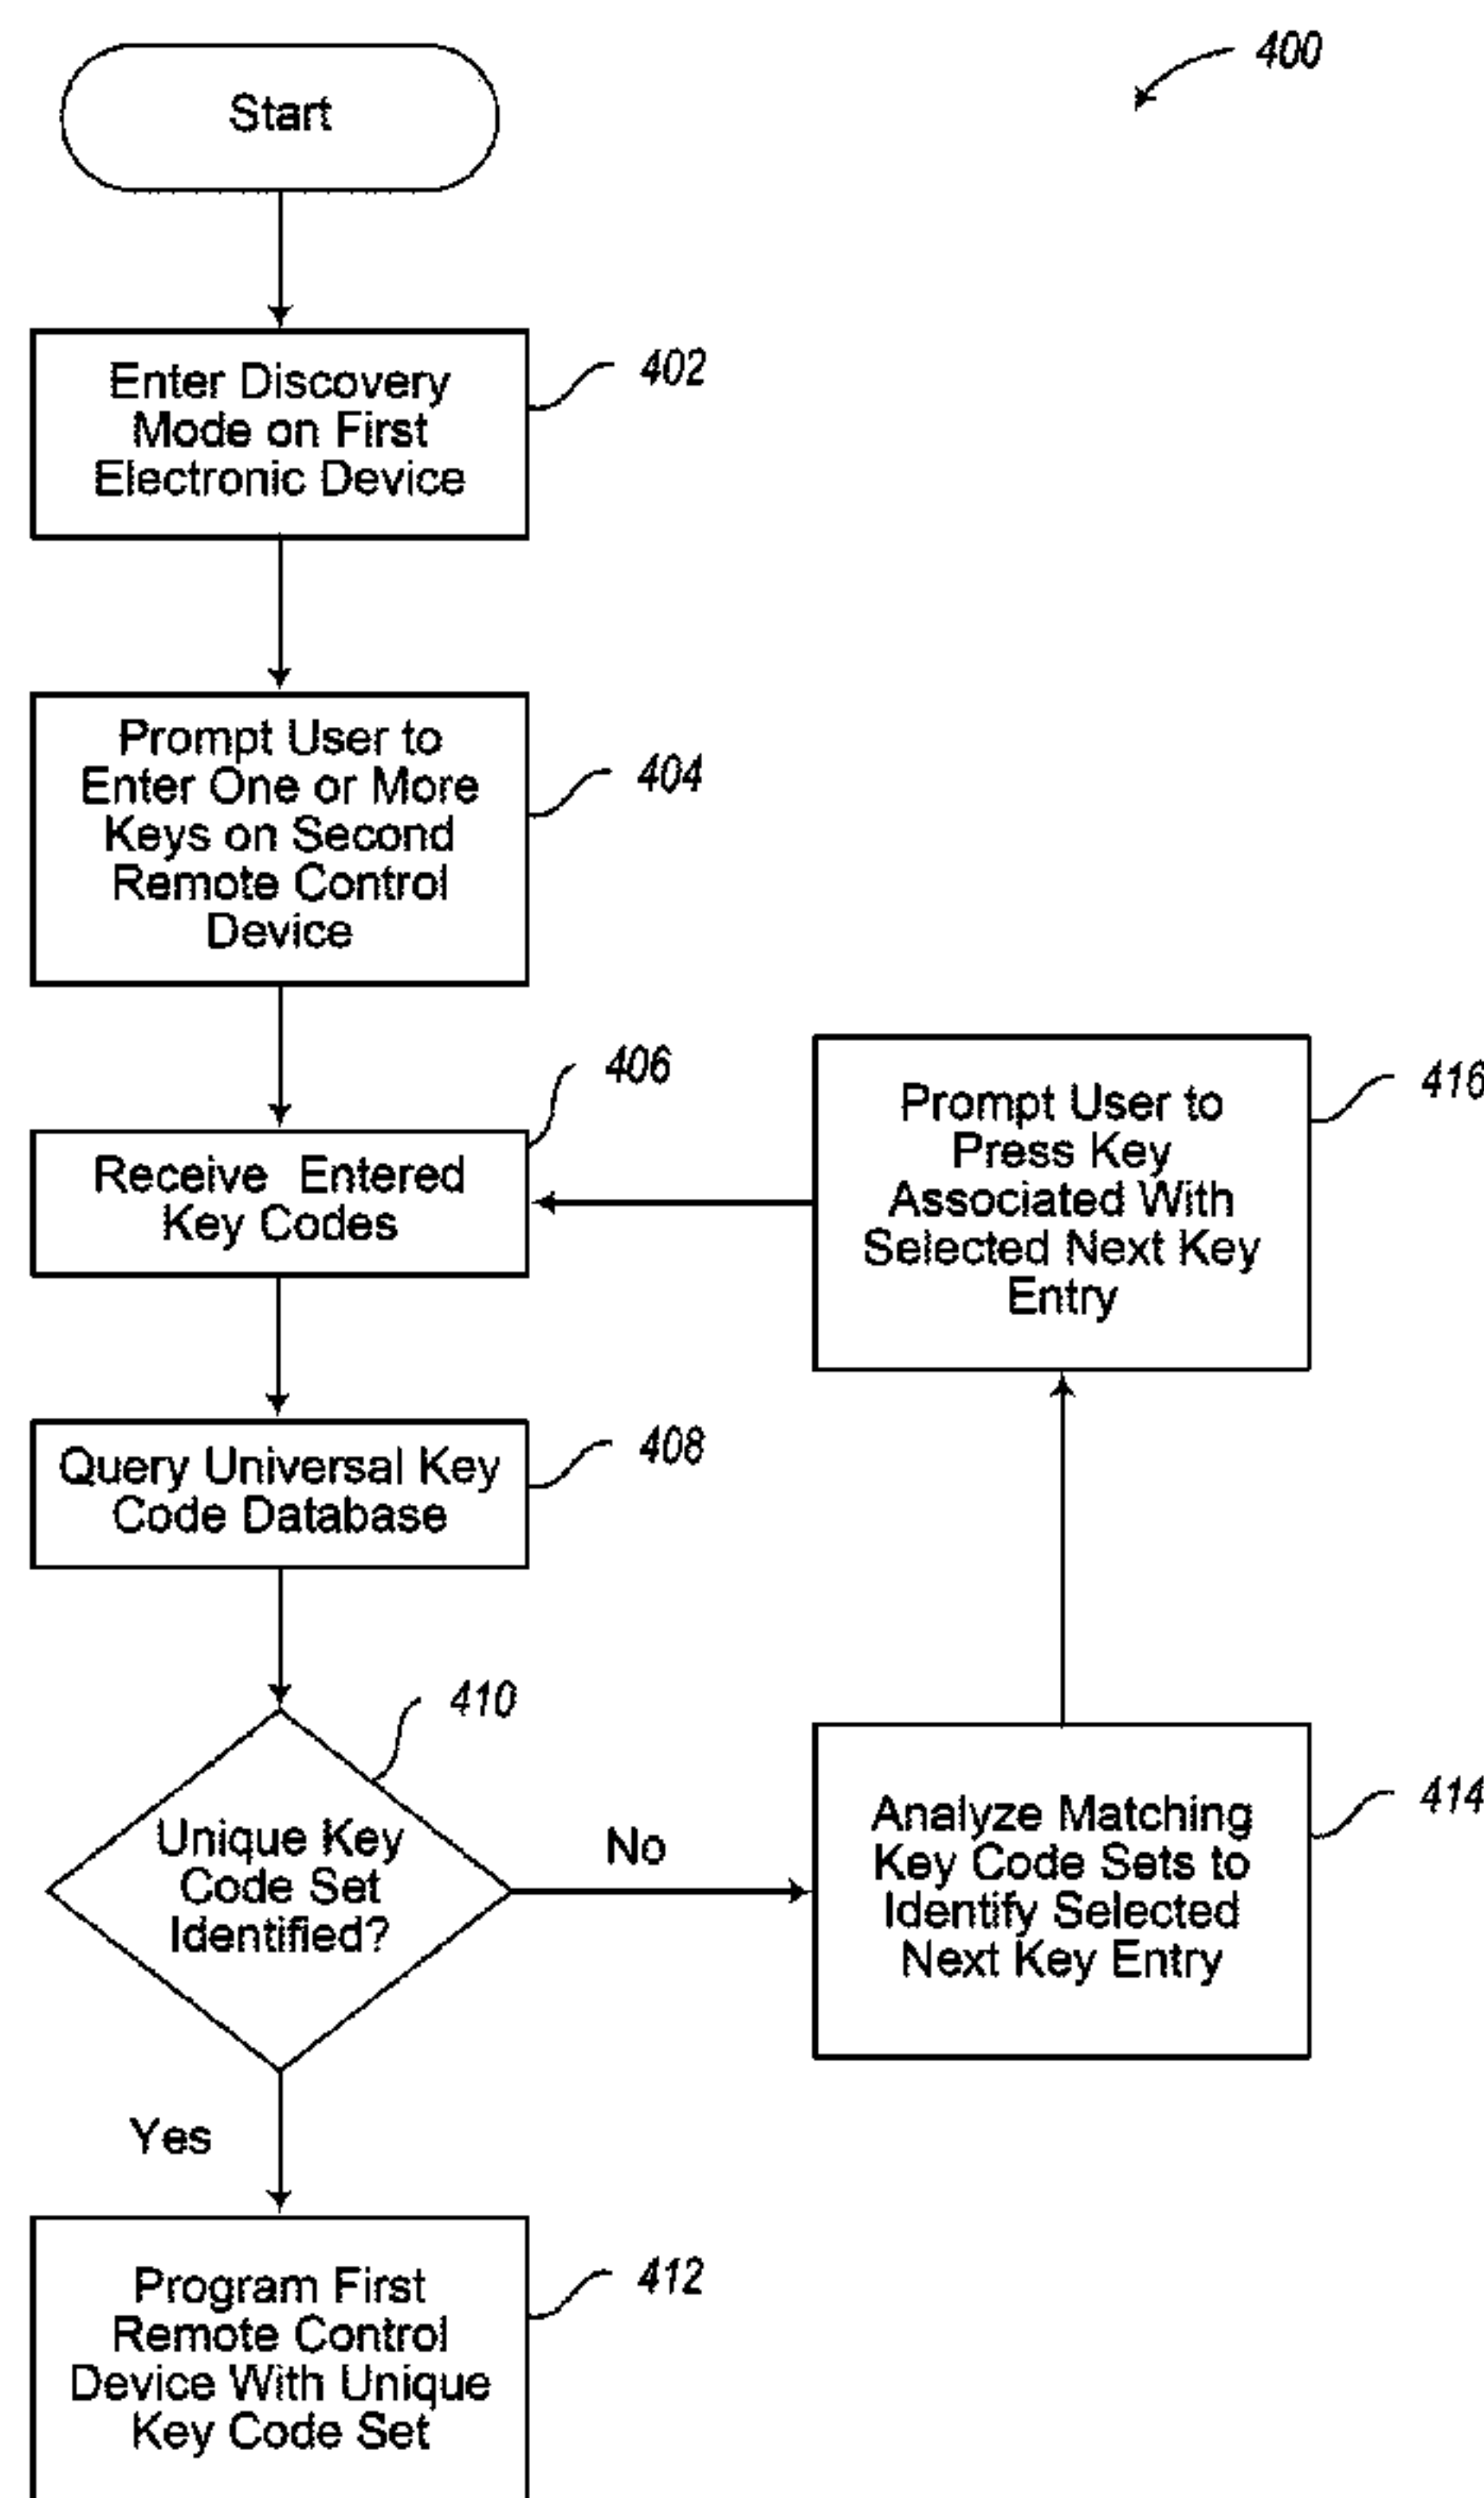 400
Start
Enter Discovery
Mode on First
Electronic Device
402
Prompt User to
Enter One or More
Keys on Second
Remote Control
Device
404
Receive Entered
Key Codes
406
Prompt User to
Press Key
Associated With
Selected Next Key
Entry
416
Query Universal Key
Code Database
408
Unique Key
Code Set
Identified?
410
No
Analyze Matching
Key Code Sets to
Identify Selected
Next Key Entry
414
Yes
Program First
Remote Control
Device With Unique
Key Code Set
412